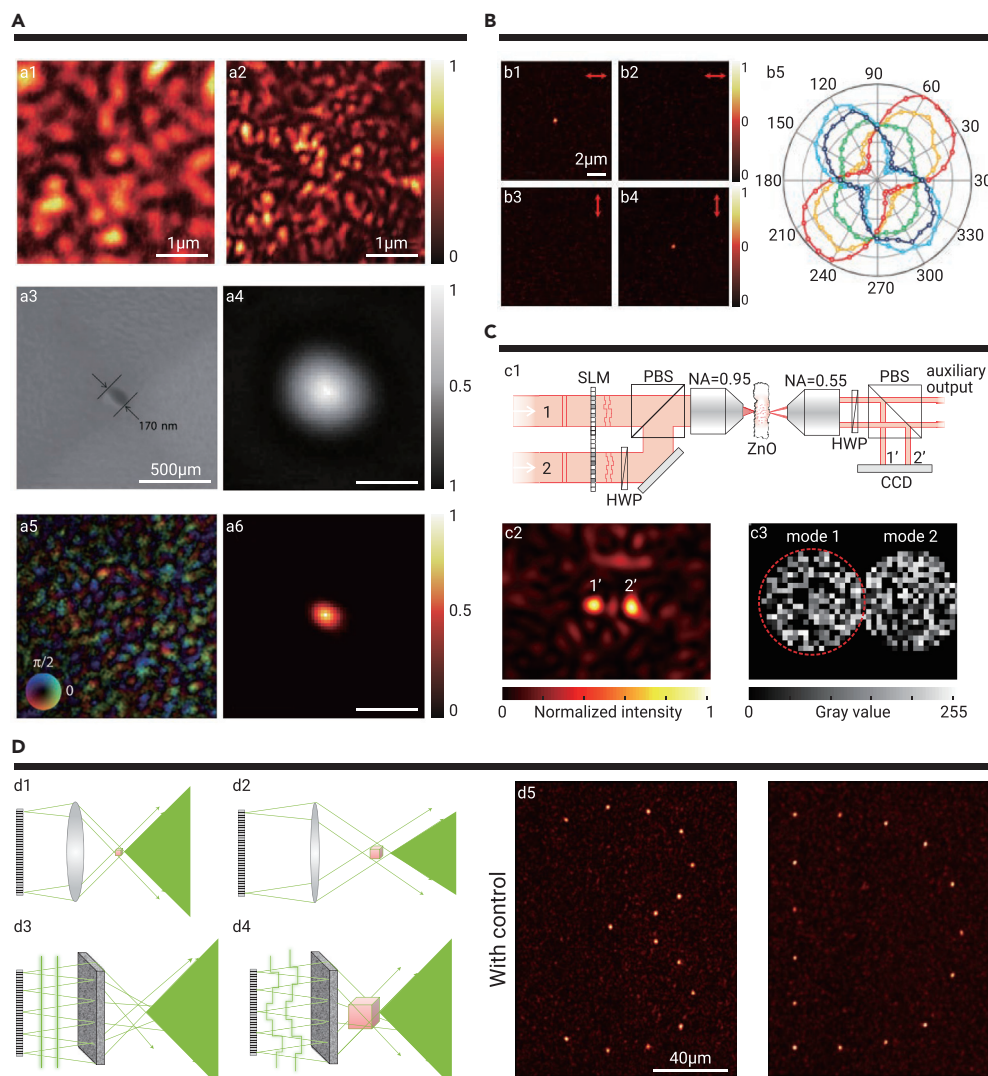 A
a1
1μm
a2
1μm
1
0
a3
170 nm
500μm
a4
1
0.5
1
a5
π/2
0
a6
1
0.5
0
B
b1
2μm
b2
1
0
b3
b4
1
0
0
b5
90
60
120
30
150
180
30
210
330
240
300
270
C
c1
SLM
PBS
NA=0.95
NA=0.55
PBS
auxiliary
output
1
2
HWP
ZnO
HWP
1'
2'
CCD
c2
1'
2'
0
Normalized intensity
1
c3
mode 1
mode 2
0
Gray value
255
D
d1
d2
d3
d4
d5
With control
40μm